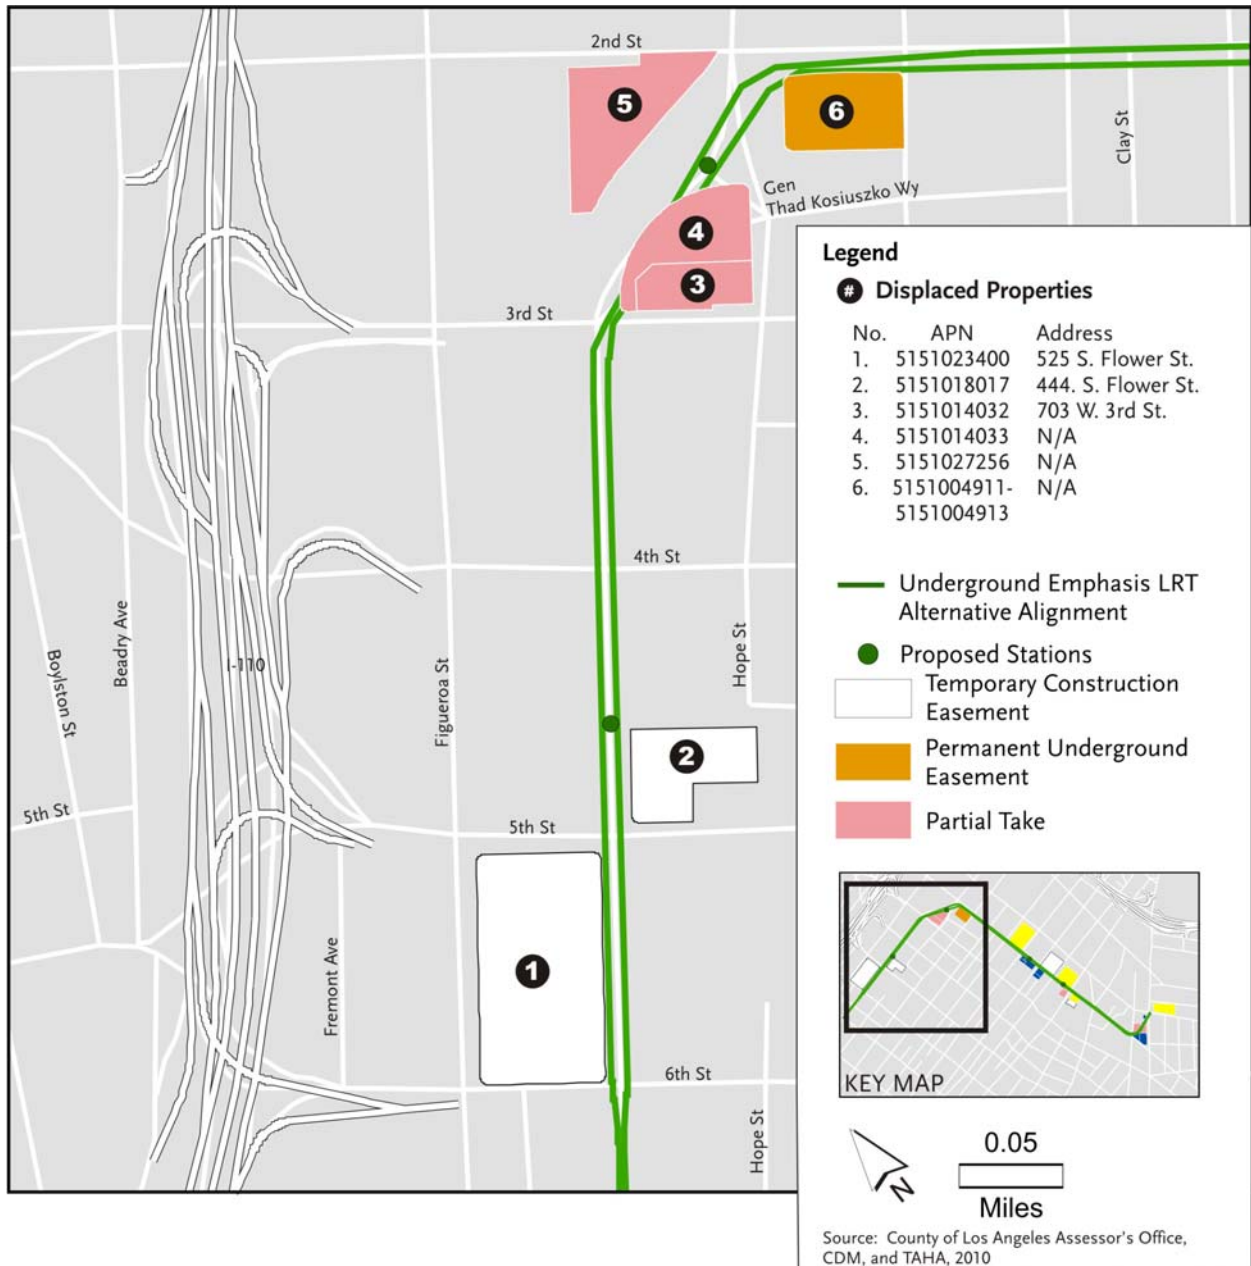 2nd St
5
6
Clay St
Gen
Thad Kosiuszko Wy
4
3
3rd St
4th St
Beadry Ave
Boylston St
I-110
Figueroa St
Hope St
2
5th St
5th St
1
Fremont Ave
6th St
Hope St
Legend
# Displaced Properties
No. APN Address
1. 5151023400 525 S. Flower St.
2. 5151018017 444. S. Flower St.
3. 5151014032 703 W. 3rd St.
4. 5151014033 N/A
5. 5151027256 N/A
6. 5151004911- N/A
5151004913
Underground Emphasis LRT
Alternative Alignment
Proposed Stations
Temporary Construction
Easement
Permanent Underground
Easement
Partial Take
KEY MAP
N
0.05
Miles
Source: County of Los Angeles Assessor's Office,
CDM, and TAHA, 2010